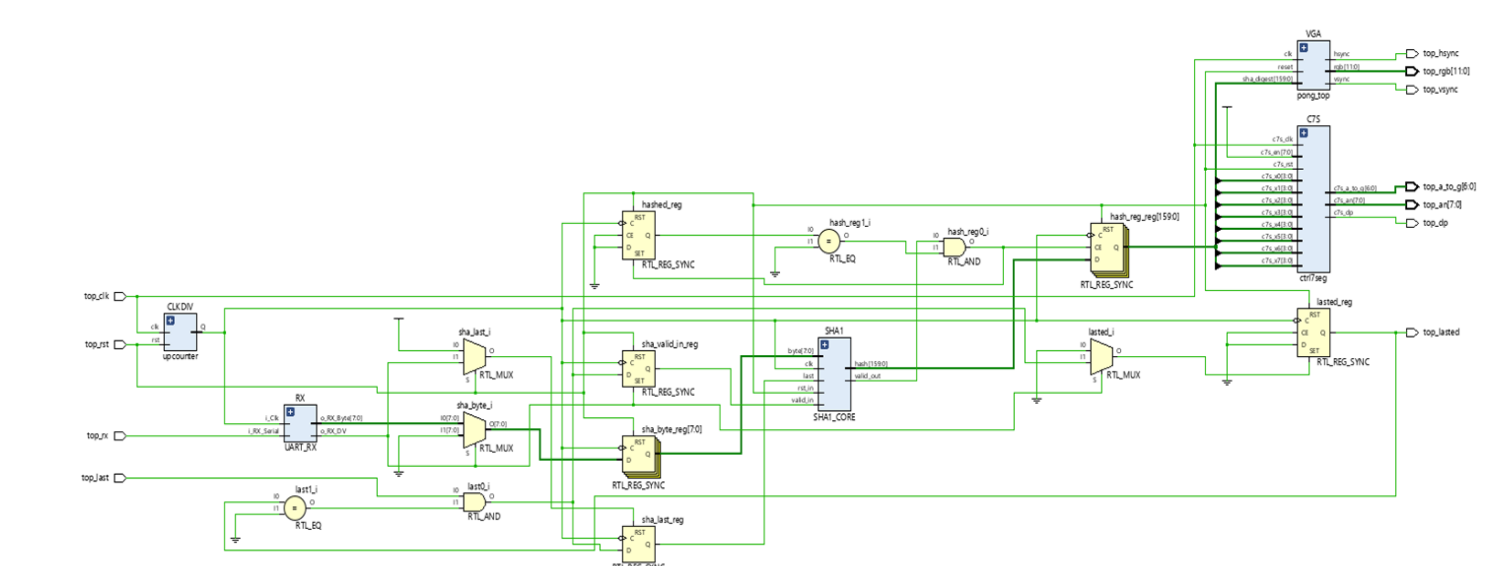 VGA
clk
hsync
top_hsync
reset
rgb[11:0]
top_rgb[11:0]
sha_digest[159:0]
vsync
top_vsync
pong_top
C7S
c7s_clk
c7s_en[7:0]
c7s_rst
c7s_x0[3:0]
c7s_x1[3:0]
c7s_x2[3:0]
c7s_x3[3:0]
c7s_x4[3:0]
c7s_x5[3:0]
c7s_x6[3:0]
c7s_x7[3:0]
c7s_a_to_g[6:0]
c7s_an[7:0]
c7s_dp
top_a_to_g[6:0]
top_an[7:0]
top_dp
ctrl7seg
hashed_reg
RST
C
CE
Q
D
SET
RTL_REG_SYNC
hash_reg1_i
I0
I1
O
=
RTL_EQ
hash_reg0_i
I0
I1
O
RTL_AND
hash_reg_reg[159:0]
RST
C
CE
Q
D
RTL_REG_SYNC
top_clk
top_rst
CLKDIV
clk
rst
Q
upcounter
sha_last_i
I0
I1
O
S
RTL_MUX
sha_valid_in_reg
RST
C
D
Q
SET
RTL_REG_SYNC
SHA1
byte[7:0]
clk
last
rst_in
valid_in
hash[159:0]
valid_out
SHA1_CORE
lasted_i
I0
I1
O
S
RTL_MUX
lasted_reg
RST
C
CE
Q
D
SET
RTL_REG_SYNC
top_lasted
RX
i_Clk
i_RX_Serial
o_RX_Byte[7:0]
o_RX_DV
UART_RX
top_rx
sha_byte_i
I0[7:0]
I1[7:0]
O[7:0]
S
RTL_MUX
sha_byte_reg[7:0]
RST
C
D
Q
RTL_REG_SYNC
top_last
last1_i
I0
I1
O
=
RTL_EQ
last0_i
I0
I1
O
RTL_AND
sha_last_reg
RST
C
D
Q